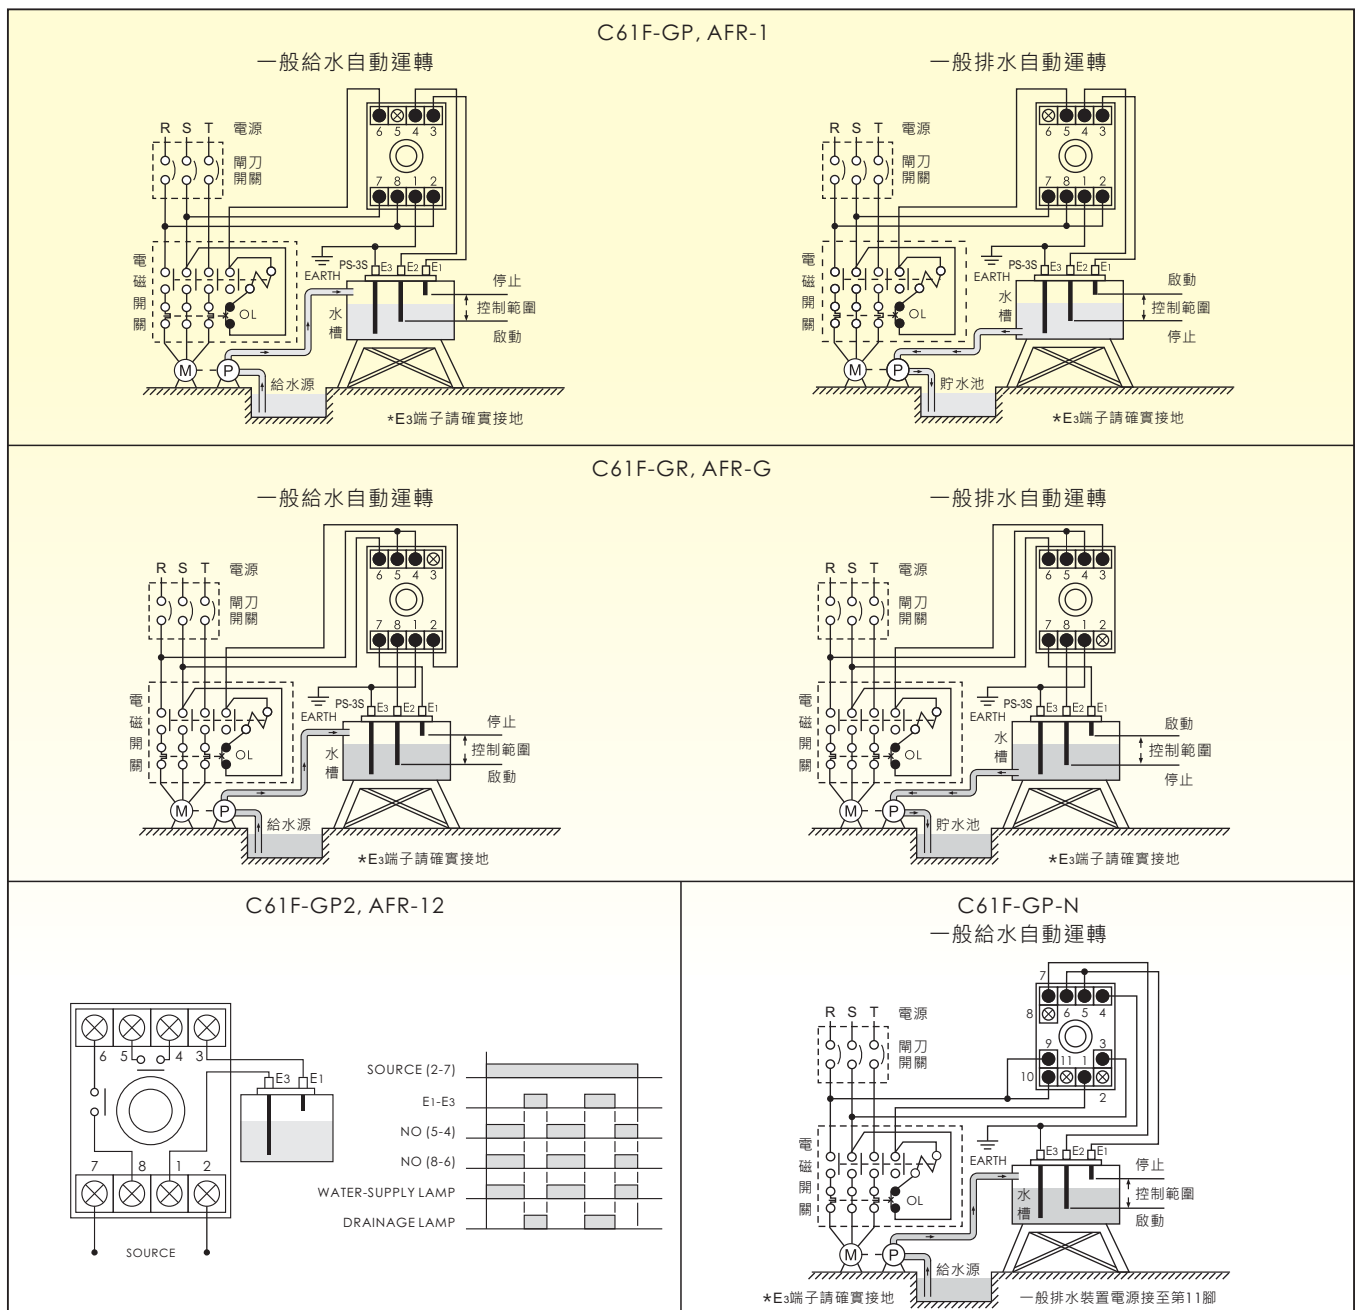 C61F-GP, AFR-1
一般給水自動運轉
6 5 4 3
R S T 電源
閘刀
開關
7 8 1 2
電
磁
開
關
EARTH
PS-3S
E3 E2 E1
OL
水
槽
停止
控制範圍
啟動
M P
給水源
*E3端子請確實接地
一般排水自動運轉
6 5 4 3
R S T 電源
閘刀
開關
7 8 1 2
電
磁
開
關
EARTH
PS-3S
E3 E2 E1
OL
水
槽
啟動
控制範圍
停止
M P
貯水池
*E3端子請確實接地
C61F-GR, AFR-G
一般給水自動運轉
6 5 4 3
R S T 電源
閘刀
開關
7 8 1 2
電
磁
開
關
EARTH
PS-3S
E3 E2 E1
OL
水
槽
停止
控制範圍
啟動
M P
給水源
*E3端子請確實接地
一般排水自動運轉
6 5 4 3
R S T 電源
閘刀
開關
7 8 1 2
電
磁
開
關
EARTH
PS-3S
E3 E2 E1
OL
水
槽
啟動
控制範圍
停止
M P
貯水池
*E3端子請確實接地
C61F-GP2, AFR-12
6 5 4 3
E3 E1
7 8 1 2
SOURCE
SOURCE (2-7)
E1-E3
NO (5-4)
NO (8-6)
WATER-SUPPLY LAMP
DRAINAGE LAMP
C61F-GP-N
一般給水自動運轉
7
8 6 5 4
R S T 電源
閘刀
開關
9 3
10 11 1
2
電
磁
開
關
EARTH
E3 E2 E1
OL
水
槽
停止
控制範圍
啟動
M P
給水源
*E3端子請確實接地
一般排水裝置電源接至第11腳